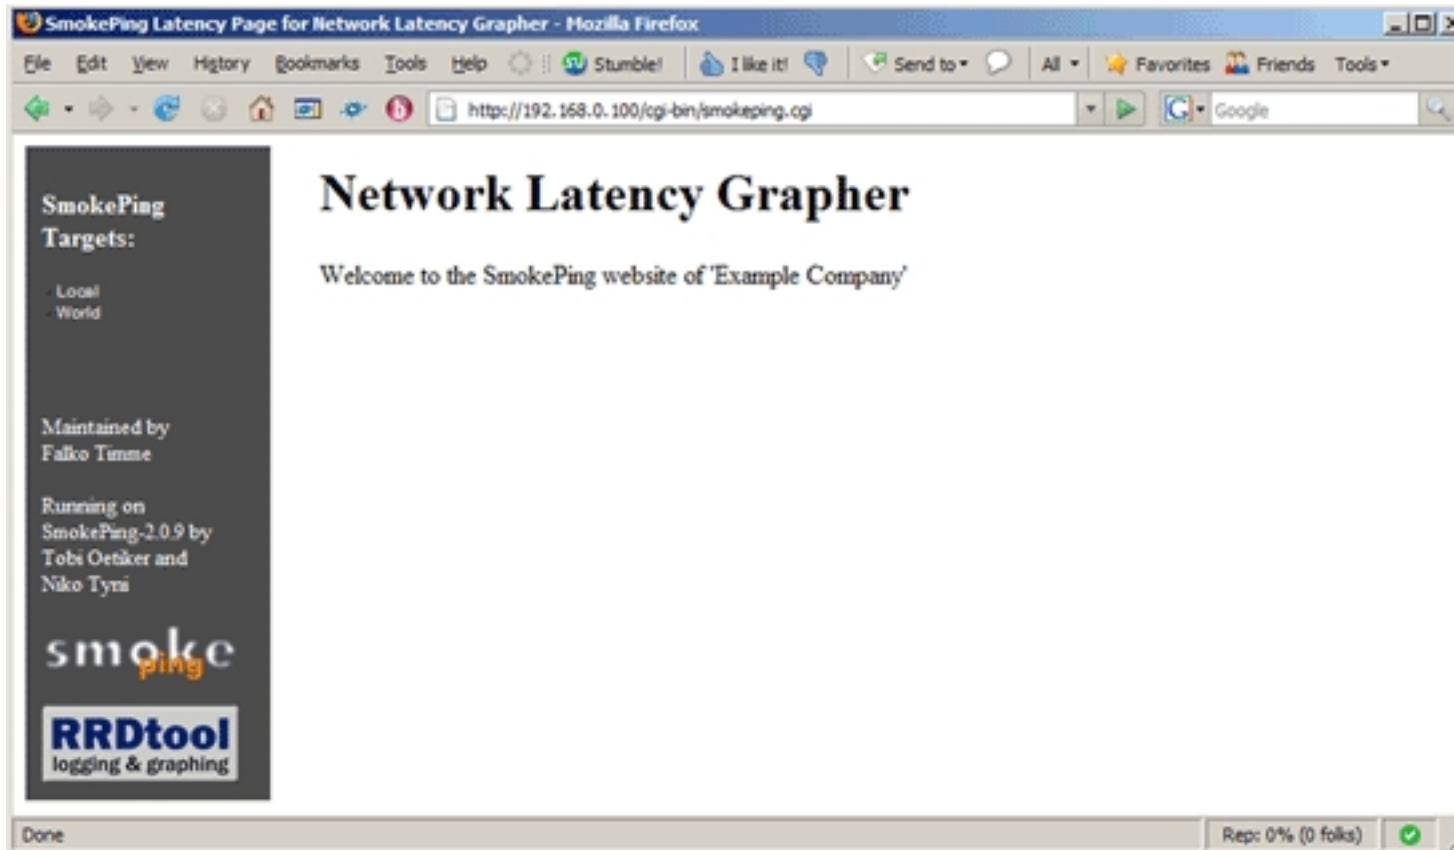 SmokePing Latency Page for Network Latency Grapher - Mozilla Firefox
File Edit View History Bookmarks Tools Help Stumble! I like it! Send to All Favorites Friends Tools
http://192.168.0.100/cgi-bin/smokeping.cgi Google
SmokePing
Targets:
- Local
- World
Maintained by
Falko Timme
Running on
SmokePing-2.0.9 by
Tobi Oetiker and
Niko Tyni
smoke
ping
RRDtool
logging & graphing
Network Latency Grapher
Welcome to the SmokePing website of 'Example Company'
Done Rep: 0% (0 folks)